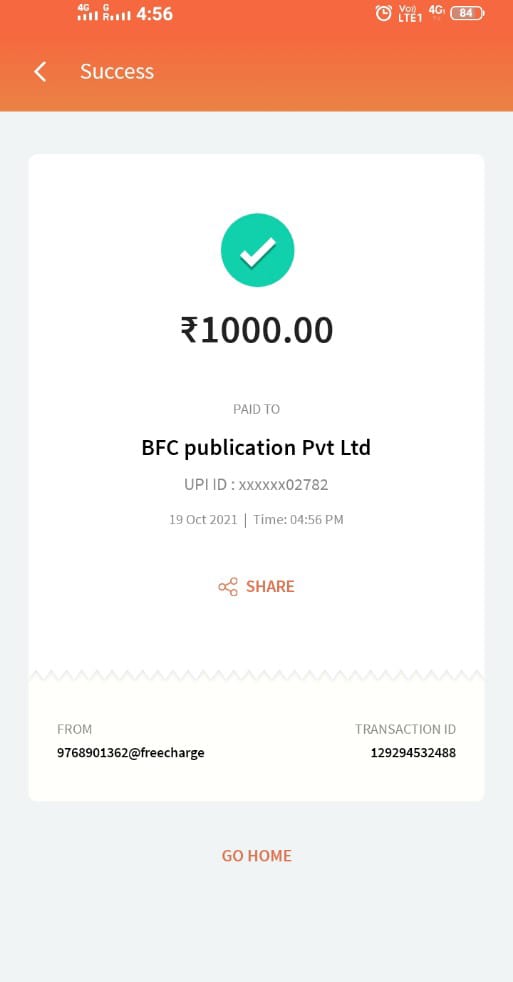 4G G R 4:56 Vo)) LTE1 4G 84
Success
₹1000.00
PAID TO
BFC publication Pvt Ltd
UPI ID : xxxxxx02782
19 Oct 2021 | Time: 04:56 PM
SHARE
FROM TRANSACTION ID
9768901362@freecharge 129294532488
GO HOME